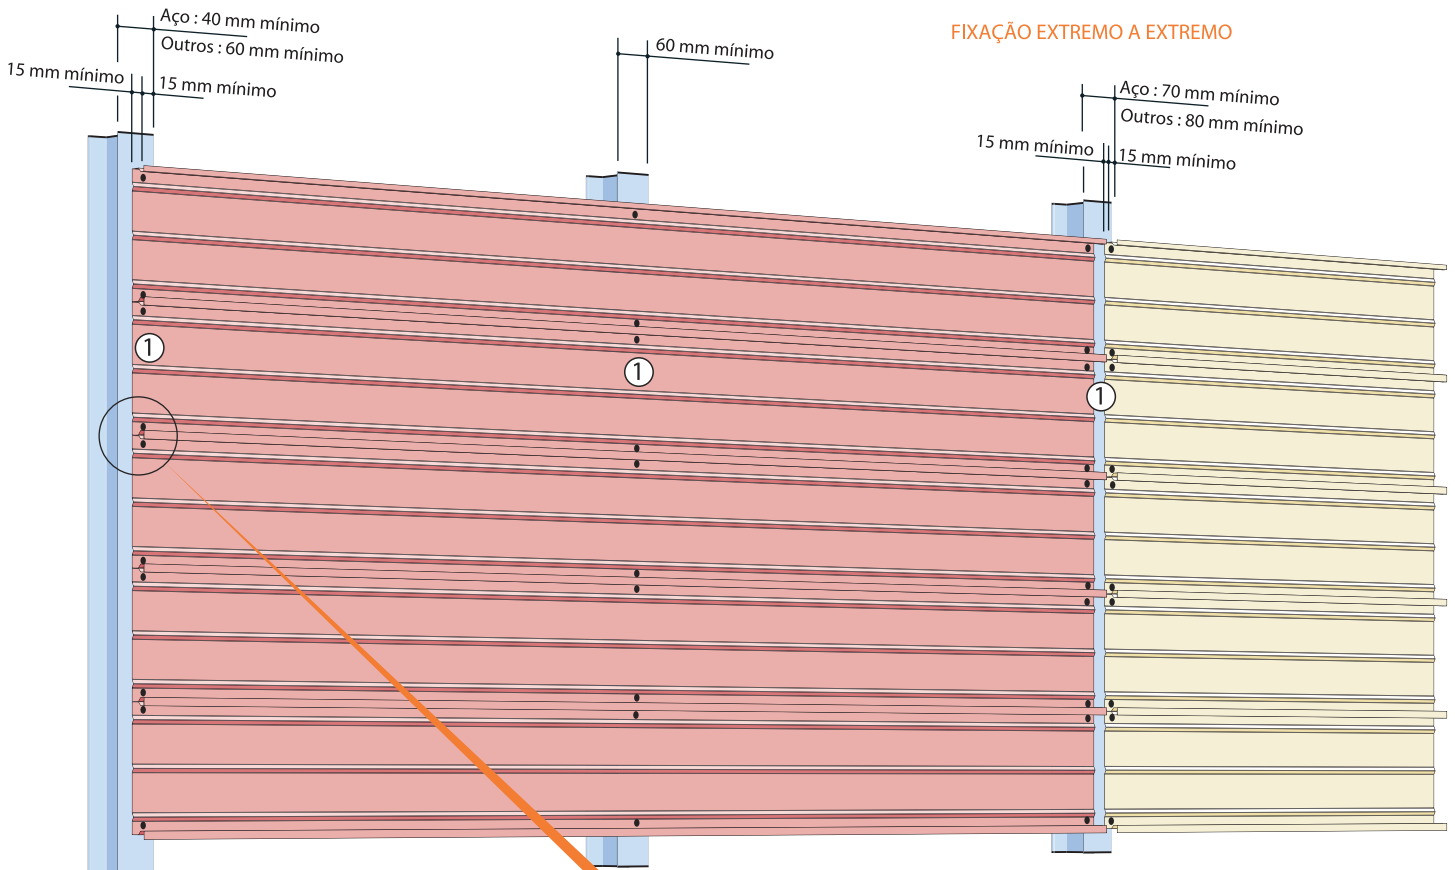 Aço : 40 mm mínimo
Outros : 60 mm mínimo
15 mm mínimo
15 mm mínimo
60 mm mínimo
FIXAÇÃO EXTREMO A EXTREMO
Aço : 70 mm mínimo
Outros : 80 mm mínimo
15 mm mínimo
15 mm mínimo
1
1
1